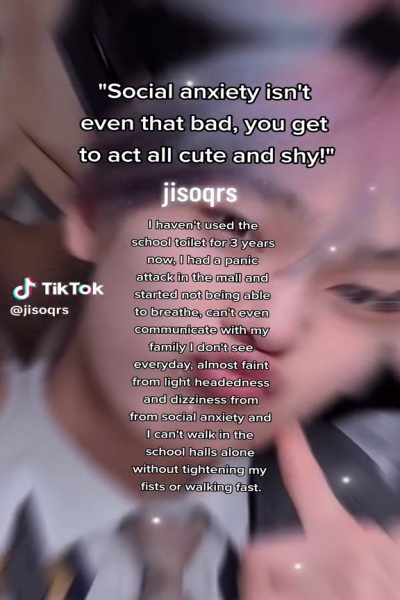 "Social anxiety isn't
even that bad, you get
to act all cute and shy!"
jisoqrs
I haven't used the
school toilet for 3 years
now, I had a panic
attack in the mall and
started not being able
to breathe, can't even
communicate with my
family I don't see
everyday, almost faint
from light headedness
and dizziness from
from social anxiety and
I can't walk in the
school halls alone
without tightening my
fists or walking fast.
TikTok
@jisoqrs